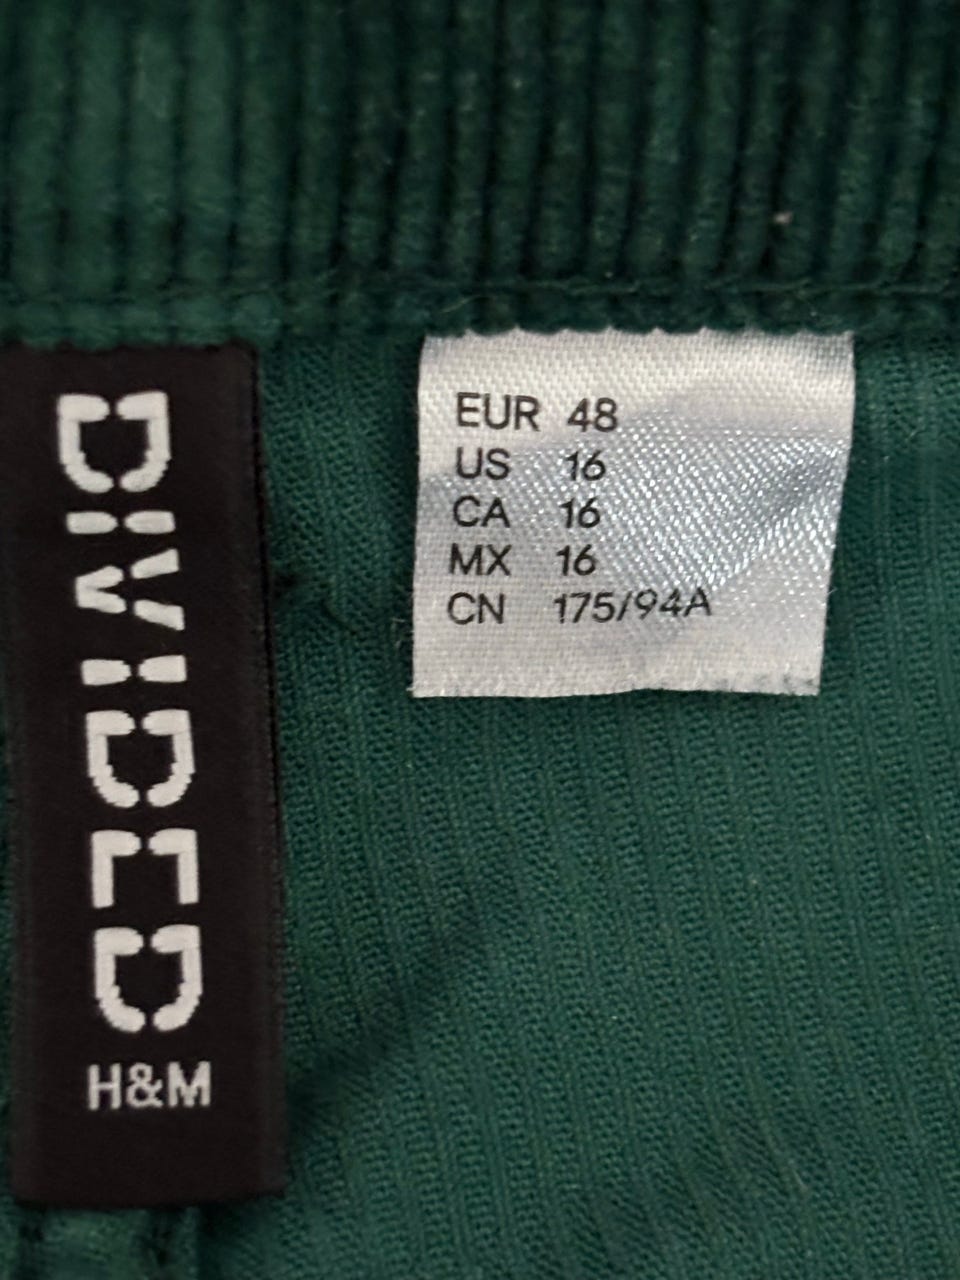 DIVIDED
H&M
EUR 48
US 16
CA 16
MX 16
CN 175/94A